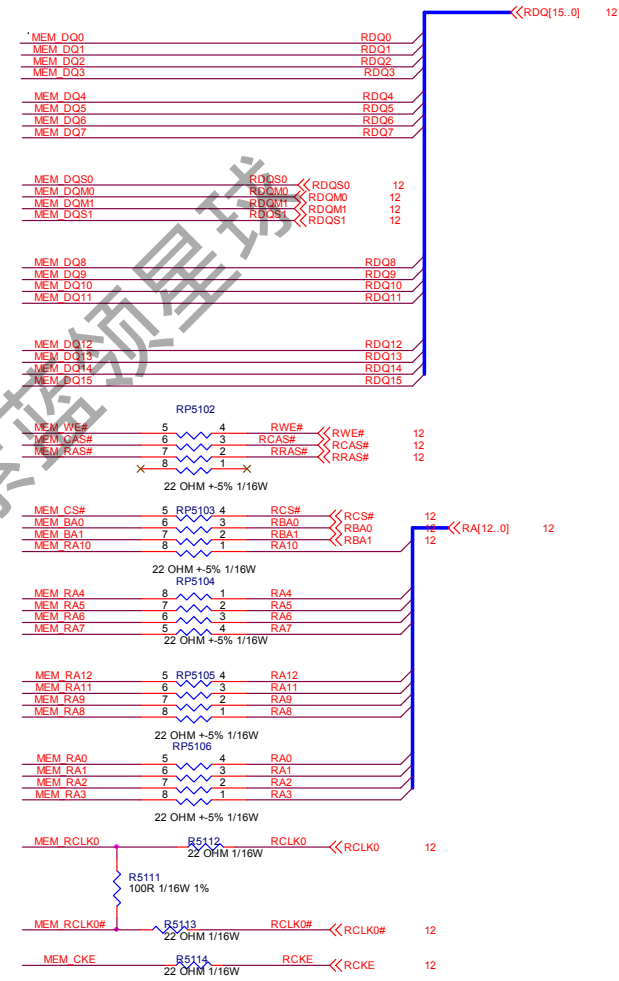 RDQ[15..0] 12
MEM_DQ0 RDQ0
MEM_DQ1 RDQ1
MEM_DQ2 RDQ2
MEM_DQ3 RDQ3
MEM_DQ4 RDQ4
MEM_DQ5 RDQ5
MEM_DQ6 RDQ6
MEM_DQ7 RDQ7
MEM_DQS0 RDQS0 RDQS0 12
MEM_DQM0 RDQM0 RDQM0 12
MEM_DQM1 RDQM1 RDQM1 12
MEM_DQS1 RDQS1 RDQS1 12
MEM_DQ8 RDQ8
MEM_DQ9 RDQ9
MEM_DQ10 RDQ10
MEM_DQ11 RDQ11
MEM_DQ12 RDQ12
MEM_DQ13 RDQ13
MEM_DQ14 RDQ14
MEM_DQ15 RDQ15
RP5102
MEM_WE# 5 4 RWE# RWE# 12
MEM_CAS# 6 3 RCAS# RCAS# 12
MEM_RAS# 7 2 RRAS# RRAS# 12
8 1
22 OHM +-5% 1/16W
MEM_CS# 5 RP5103 4 RCS# RCS# 12
MEM_BA0 6 3 RBA0 RBA0 12 RA[12..0] 12
MEM_BA1 7 2 RBA1 RBA1 12
MEM_RA10 8 1 RA10
22 OHM +-5% 1/16W
RP5104
MEM_RA4 8 1 RA4
MEM_RA5 7 2 RA5
MEM_RA6 6 3 RA6
MEM_RA7 5 4 RA7
22 OHM +-5% 1/16W
MEM_RA12 5 RP5105 4 RA12
MEM_RA11 6 3 RA11
MEM_RA9 7 2 RA9
MEM_RA8 8 1 RA8
22 OHM +-5% 1/16W
RP5106
MEM_RA0 5 4 RA0
MEM_RA1 6 3 RA1
MEM_RA2 7 2 RA2
MEM_RA3 8 1 RA3
22 OHM +-5% 1/16W
MEM_RCLK0 R5112 RCLK0 RCLK0 12
22 OHM 1/16W
R5111
100R 1/16W 1%
MEM_RCLK0# R5113 RCLK0# RCLK0# 12
22 OHM 1/16W
MEM_CKE R5114 RCKE RCKE 12
22 OHM 1/16W
蓝领星球